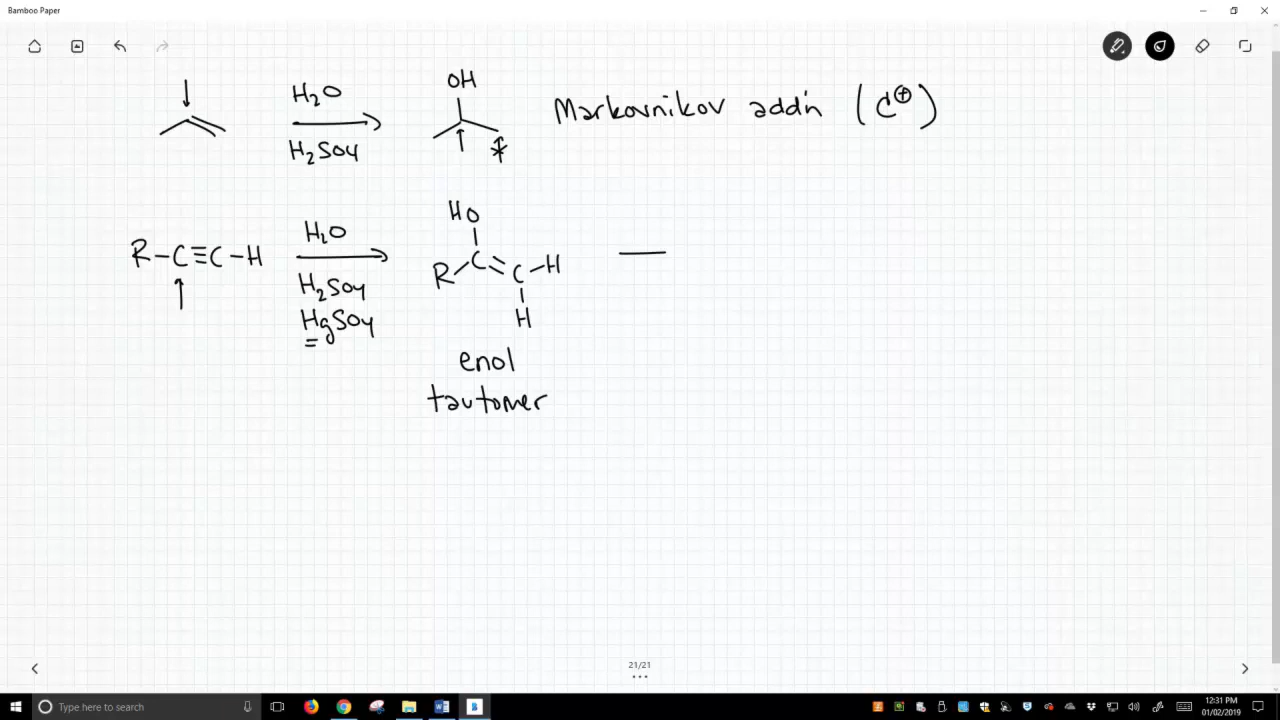 Bamboo Paper
OH
H2O
H2SO4
Markovnikov add'n (C⊕)
HO
H2O
R-C≡C-H
R C=C-H
H
H2SO4
HgSO4
enol
tautomer
21/21
Type here to search
12:31 PM
01/02/2019